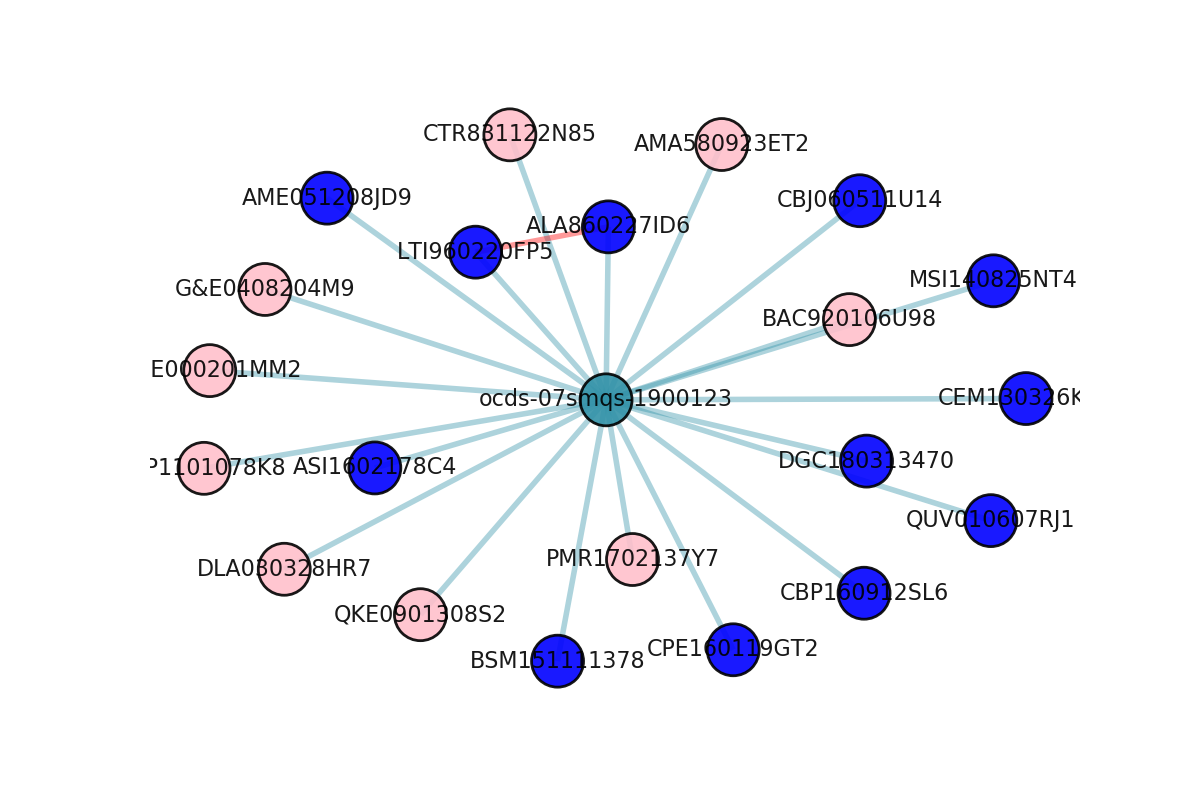 CTR831122N85
AMA580923ET2
AME051208JD9
CBJ060511U14
ALA860227ID6
LTI960220FP5
MSI140825NT4
G&E0408204M9
BAC920106U98
E000201MM2
CEM130326K
ocds-07smqs-1900123
DGC180313470
P1101078K8
ASI1602178C4
QUV010607RJ1
PMR1702137Y7
DLA030328HR7
CBP160912SL6
QKE0901308S2
CPE160119GT2
BSM151111378